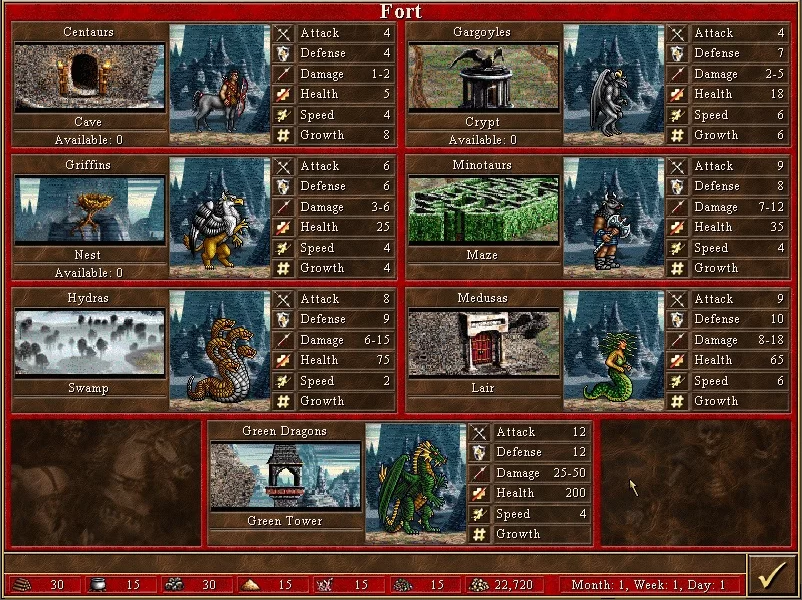 Fort
Centaurs
Cave
Available: 0
Attack 4
Defense 4
Damage 1-2
Health 5
Speed 4
Growth 8
Gargoyles
Crypt
Available: 0
Attack 4
Defense 7
Damage 2-5
Health 18
Speed 6
Growth 6
Griffins
Nest
Available: 0
Attack 6
Defense 6
Damage 3-6
Health 25
Speed 4
Growth 4
Minotaurs
Maze
Attack 9
Defense 8
Damage 7-12
Health 35
Speed 4
Growth
Hydras
Swamp
Attack 8
Defense 9
Damage 6-15
Health 75
Speed 2
Growth
Medusas
Lair
Attack 9
Defense 10
Damage 8-18
Health 65
Speed 6
Growth
Green Dragons
Green Tower
Attack 12
Defense 12
Damage 25-50
Health 200
Speed 4
Growth
30 15 30 15 15 15 22,720 Month: 1, Week: 1, Day: 1